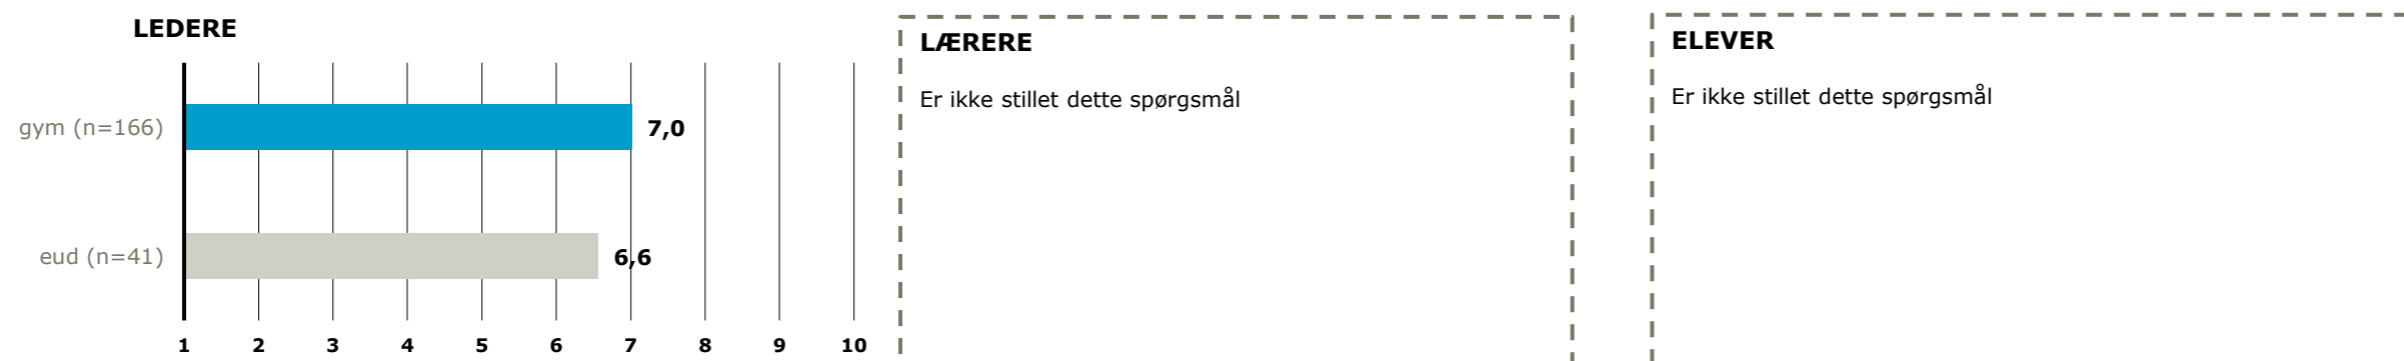 LEDERE
gym (n=166)
7,0
eud (n=41)
6,6
1 2 3 4 5 6 7 8 9 10
LÆRERE
Er ikke stillet dette spørgsmål
ELEVER
Er ikke stillet dette spørgsmål